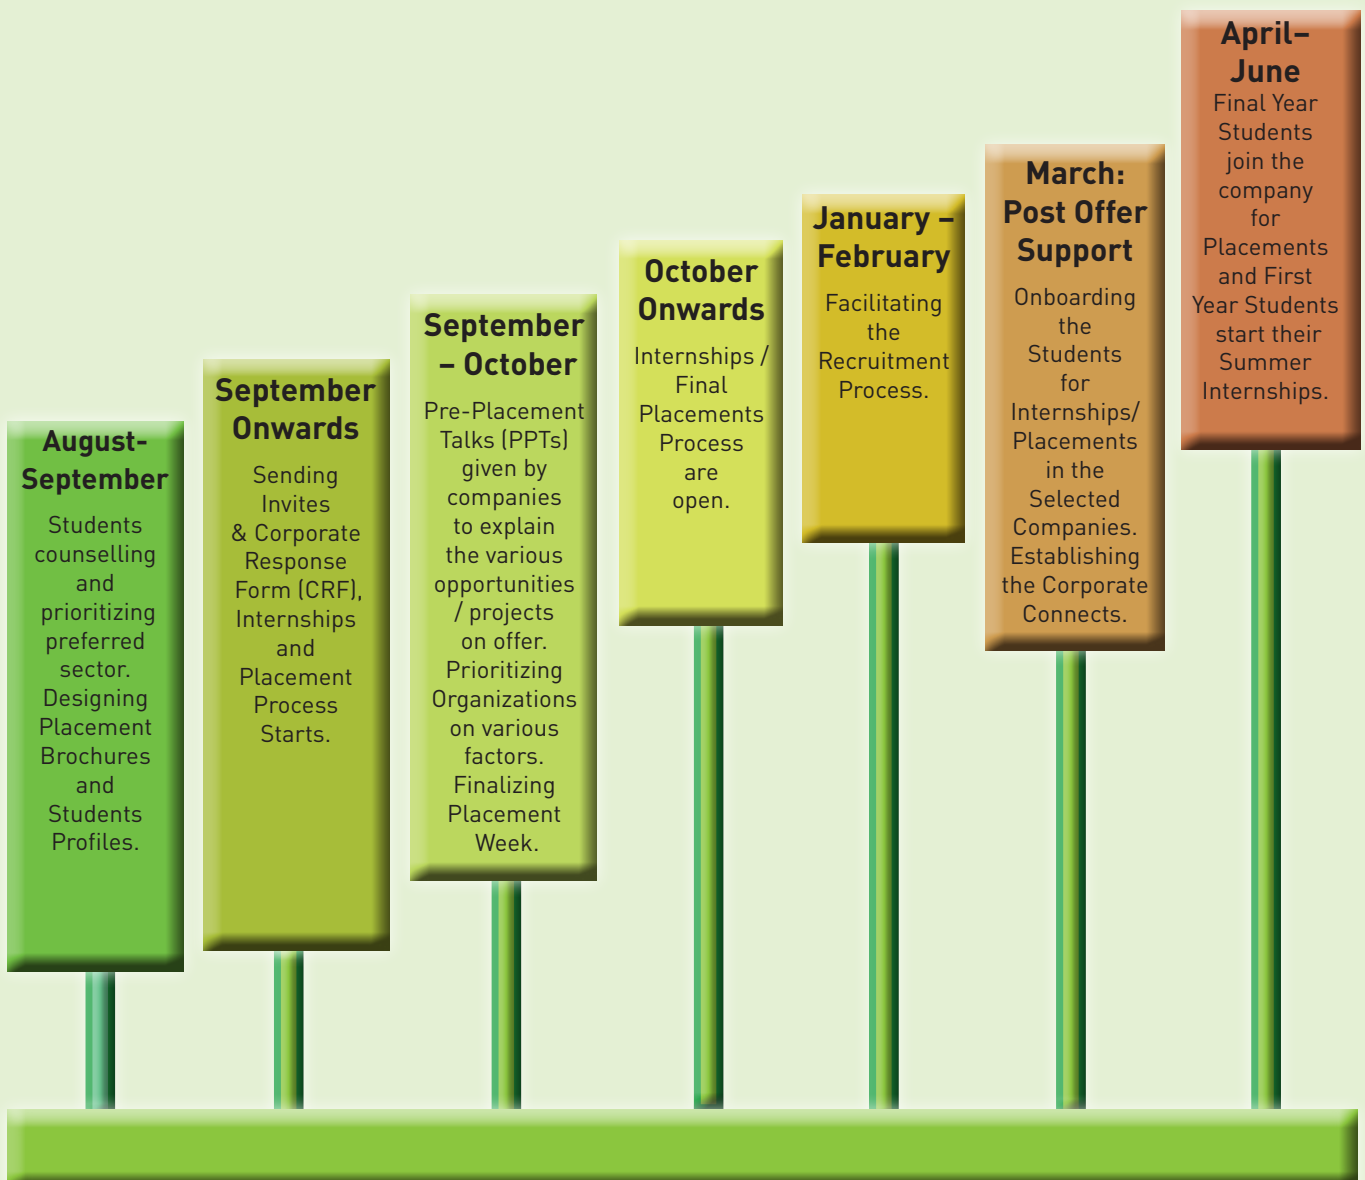 August-
September
Students
counselling
and
prioritizing
preferred
sector.
Designing
Placement
Brochures
and
Students
Profiles.
September
Onwards
Sending
Invites
& Corporate
Response
Form (CRF),
Internships
and
Placement
Process
Starts.
September
– October
Pre-Placement
Talks (PPTs)
given by
companies
to explain
the various
opportunities
/ projects
on offer.
Prioritizing
Organizations
on various
factors.
Finalizing
Placement
Week.
October
Onwards
Internships /
Final
Placements
Process
are
open.
January –
February
Facilitating
the
Recruitment
Process.
March:
Post Offer
Support
Onboarding
the
Students
for
Internships/
Placements
in the
Selected
Companies.
Establishing
the Corporate
Connects.
April–
June
Final Year
Students
join the
company
for
Placements
and First
Year Students
start their
Summer
Internships.